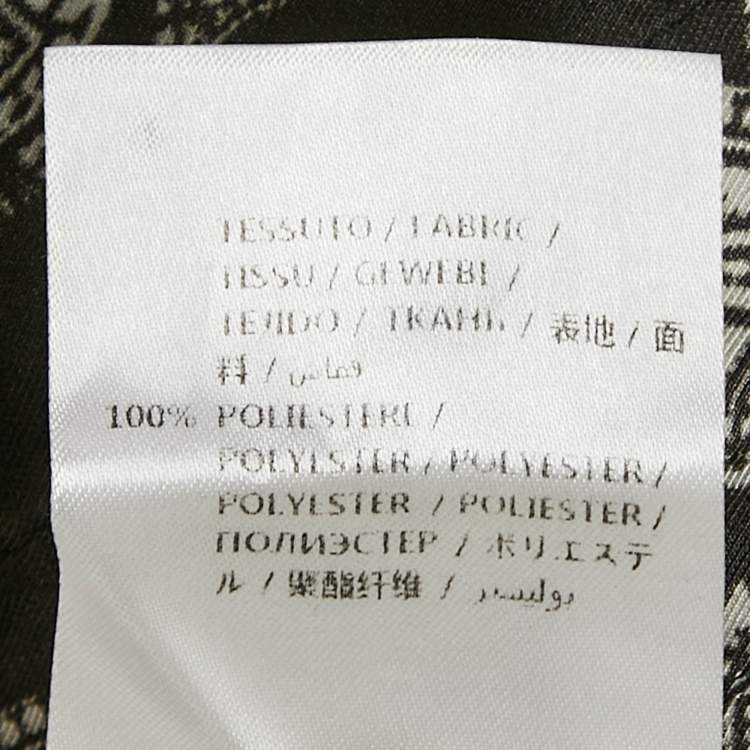 TESSUTO / FABRIC /
TISSU / GEWEBE /
TEJIDO / ТКАНЬ / 表地 / 面
料 / قماش
100% POLIESTERE /
POLYESTER / POLYESTER /
POLYESTER / POLIESTER /
ПОЛИЭСТЕР / ポリエステ
ル / 聚酯纤维 / بوليستر